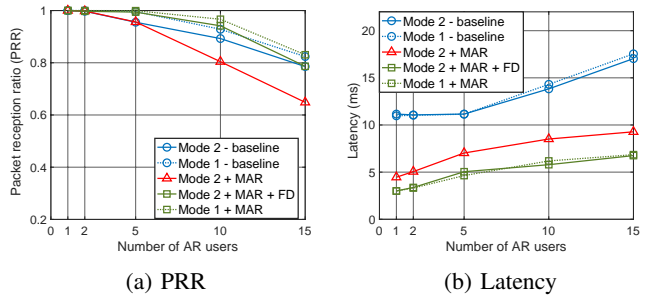 1
0.8
0.6
0.4
0.2
0 1 2 5 10 15
Packet reception ratio (PRR)
Number of AR users
Mode 2 - baseline
Mode 1 - baseline
Mode 2 + MAR
Mode 2 + MAR + FD
Mode 1 + MAR
(a) PRR
20
15
10
5
0
0 1 2 5 10 15
Latency (ms)
Number of AR users
Mode 2 - baseline
Mode 1 - baseline
Mode 2 + MAR
Mode 2 + MAR + FD
Mode 1 + MAR
(b) Latency